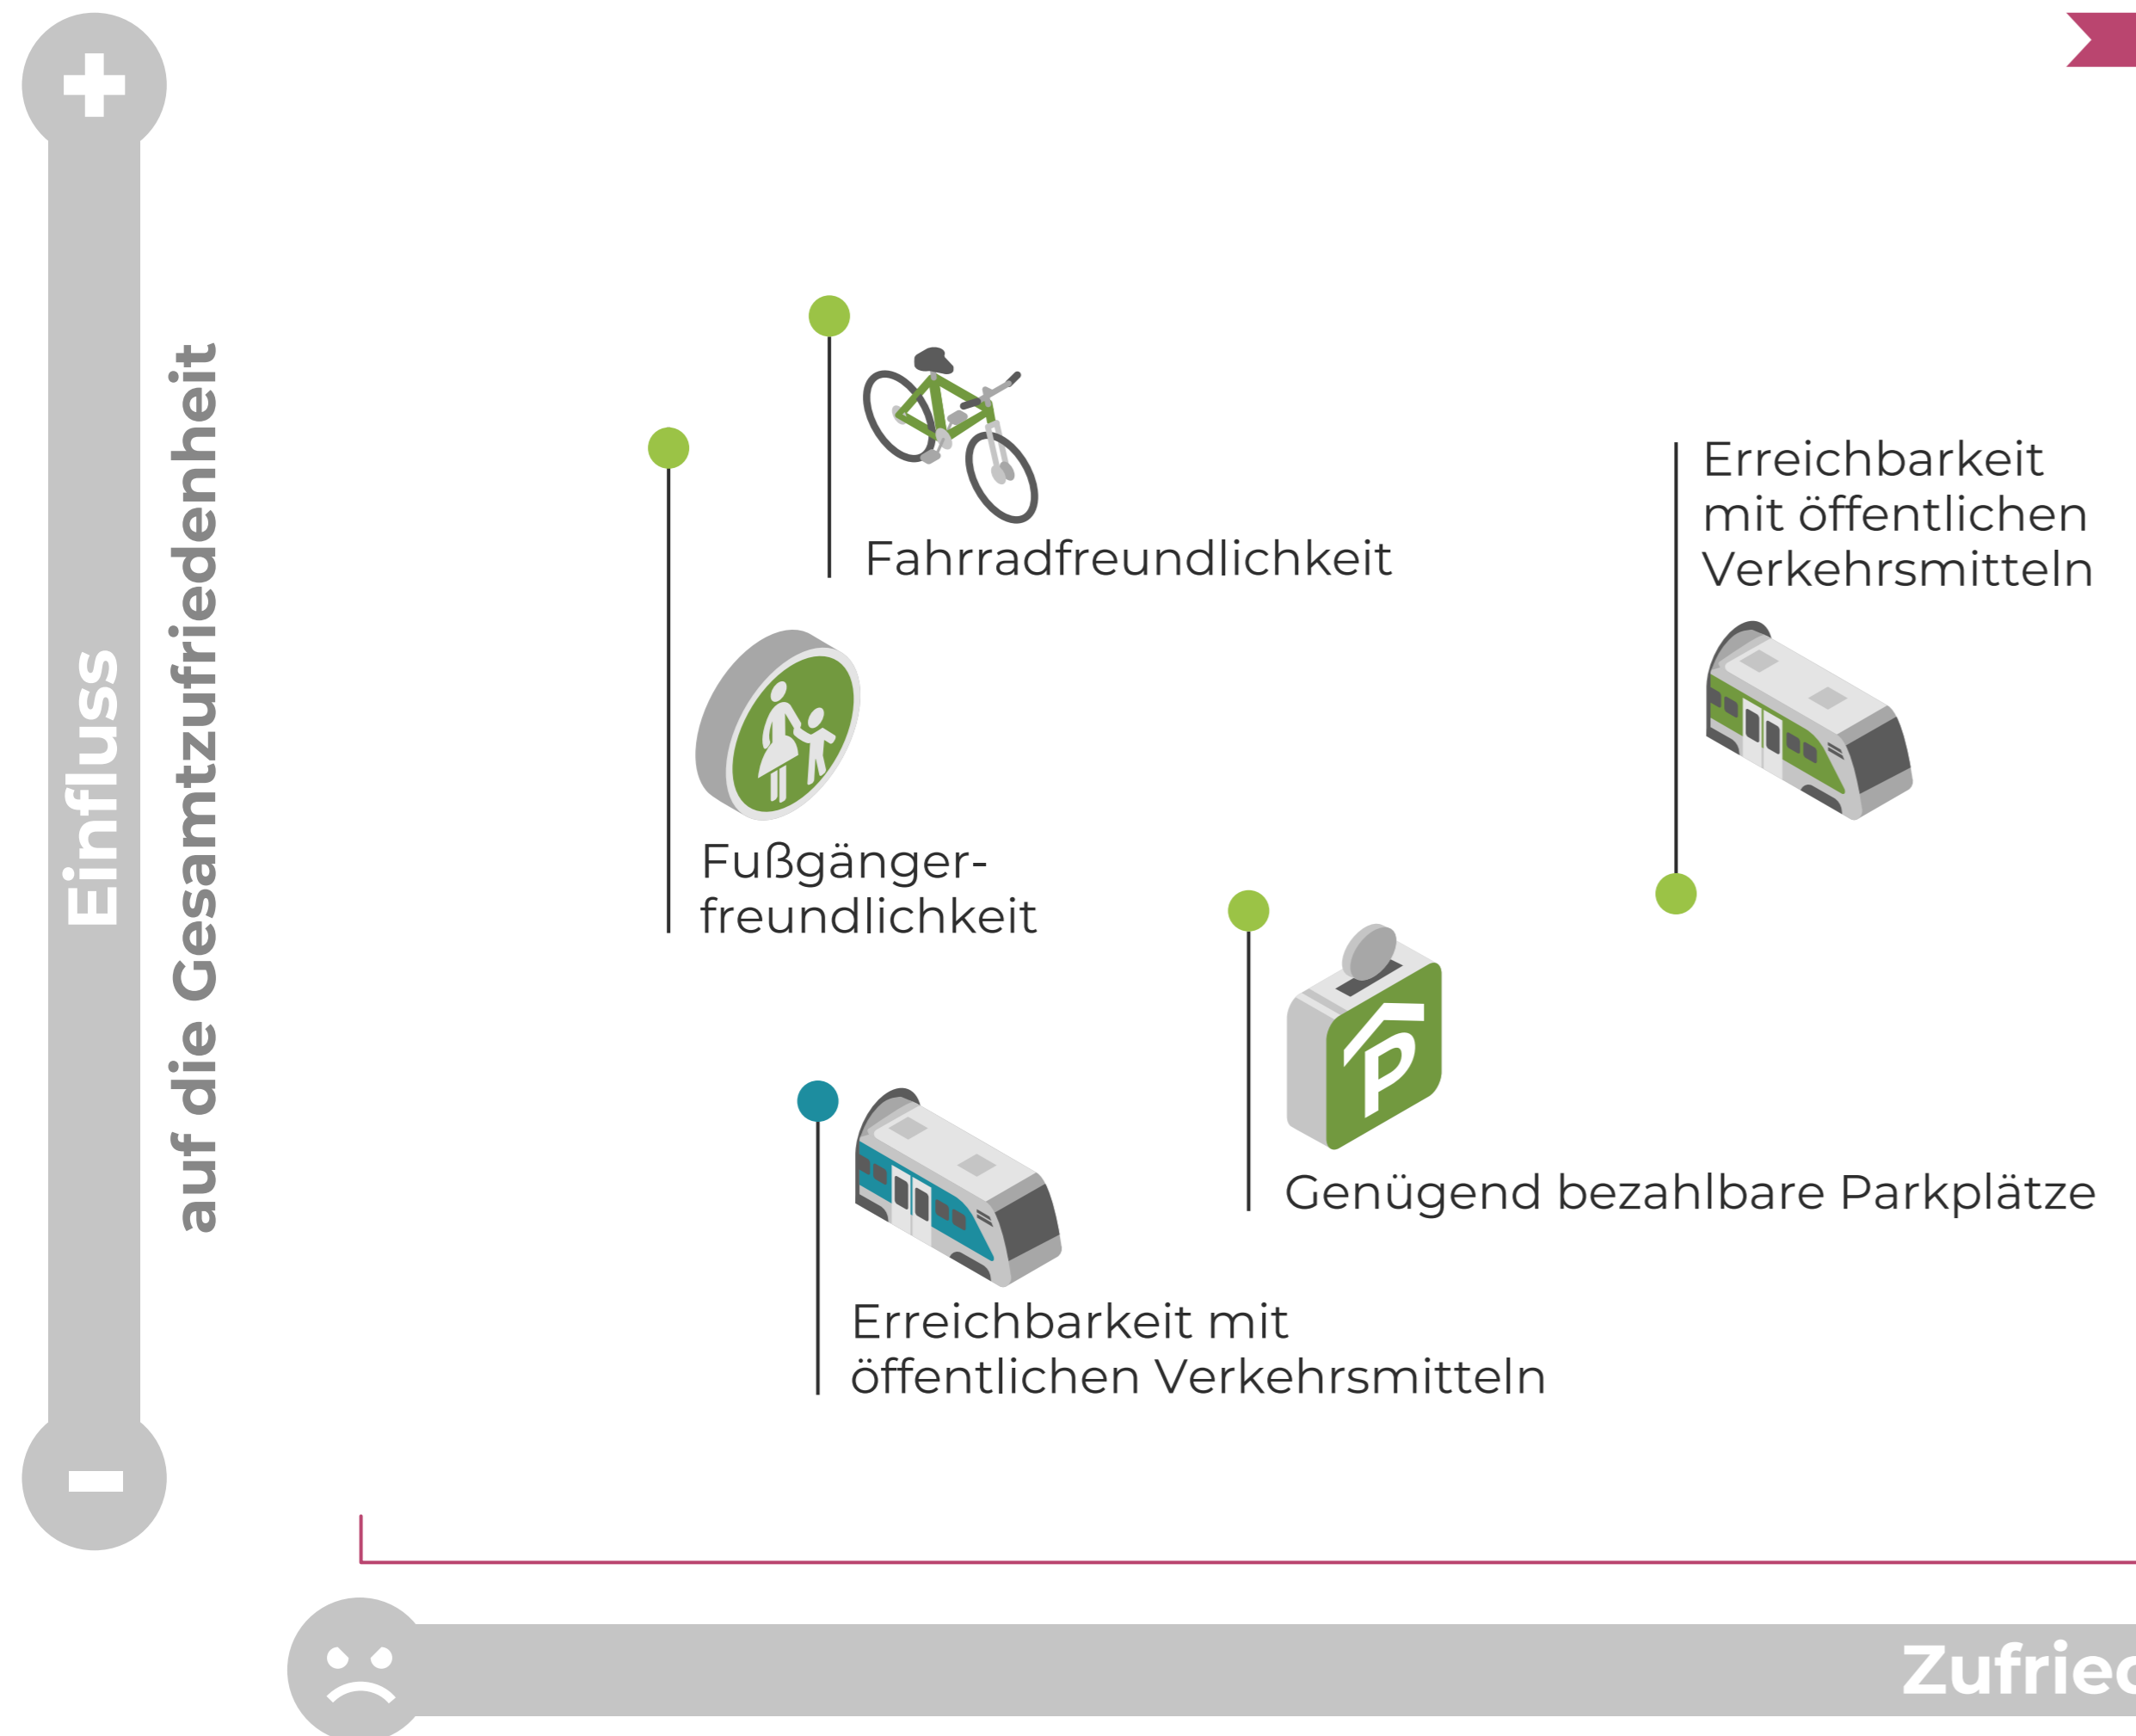 Einfluss
auf die Gesamtzufriedenheit
Fahrradfreundlichkeit
Erreichbarkeit
mit öffentlichen
Verkehrsmitteln
Fußgänger-
freundlichkeit
P
Genügend bezahlbare Parkplätze
Erreichbarkeit mit
öffentlichen Verkehrsmitteln